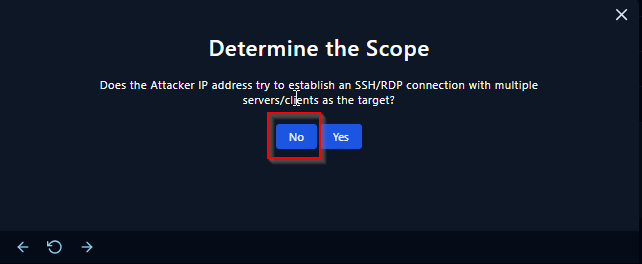 Determine the Scope
Does the Attacker IP address try to establish an SSH/RDP connection with multiple
servers/clients as the target?
No Yes